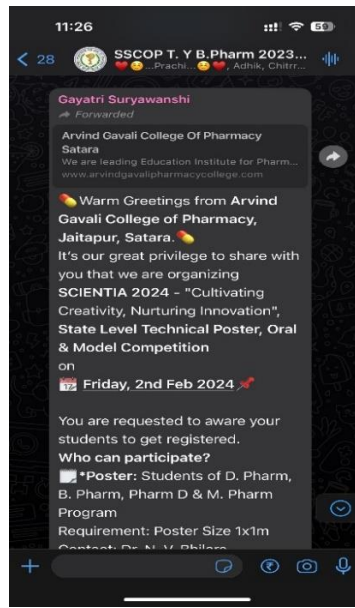 11:26
59
28
SSCOP T. Y B.Pharm 2023...
...Prachi...😊❤️, Adhik, Chitrr...
Gayatri Suryawanshi
Forwarded
Arvind Gavali College Of Pharmacy
Satara
We are leading Education Institute for Pharm...
www.arvindgavalipharmacycollege.com
💊Warm Greetings from Arvind
Gavali College of Pharmacy,
Jaitapur, Satara.💊
It's our great privilege to share with
you that we are organizing
SCIENTIA 2024 - "Cultivating
Creativity, Nurturing Innovation",
State Level Technical Poster, Oral
& Model Competition
on
📅 Friday, 2nd Feb 2024📌
You are requested to aware your
students to get registered.
Who can participate?
🗒️*Poster: Students of D. Pharm,
B. Pharm, Pharm D & M. Pharm
Program
Requirement: Poster Size 1x1m
Contact: Dr. N. V. Bhilare